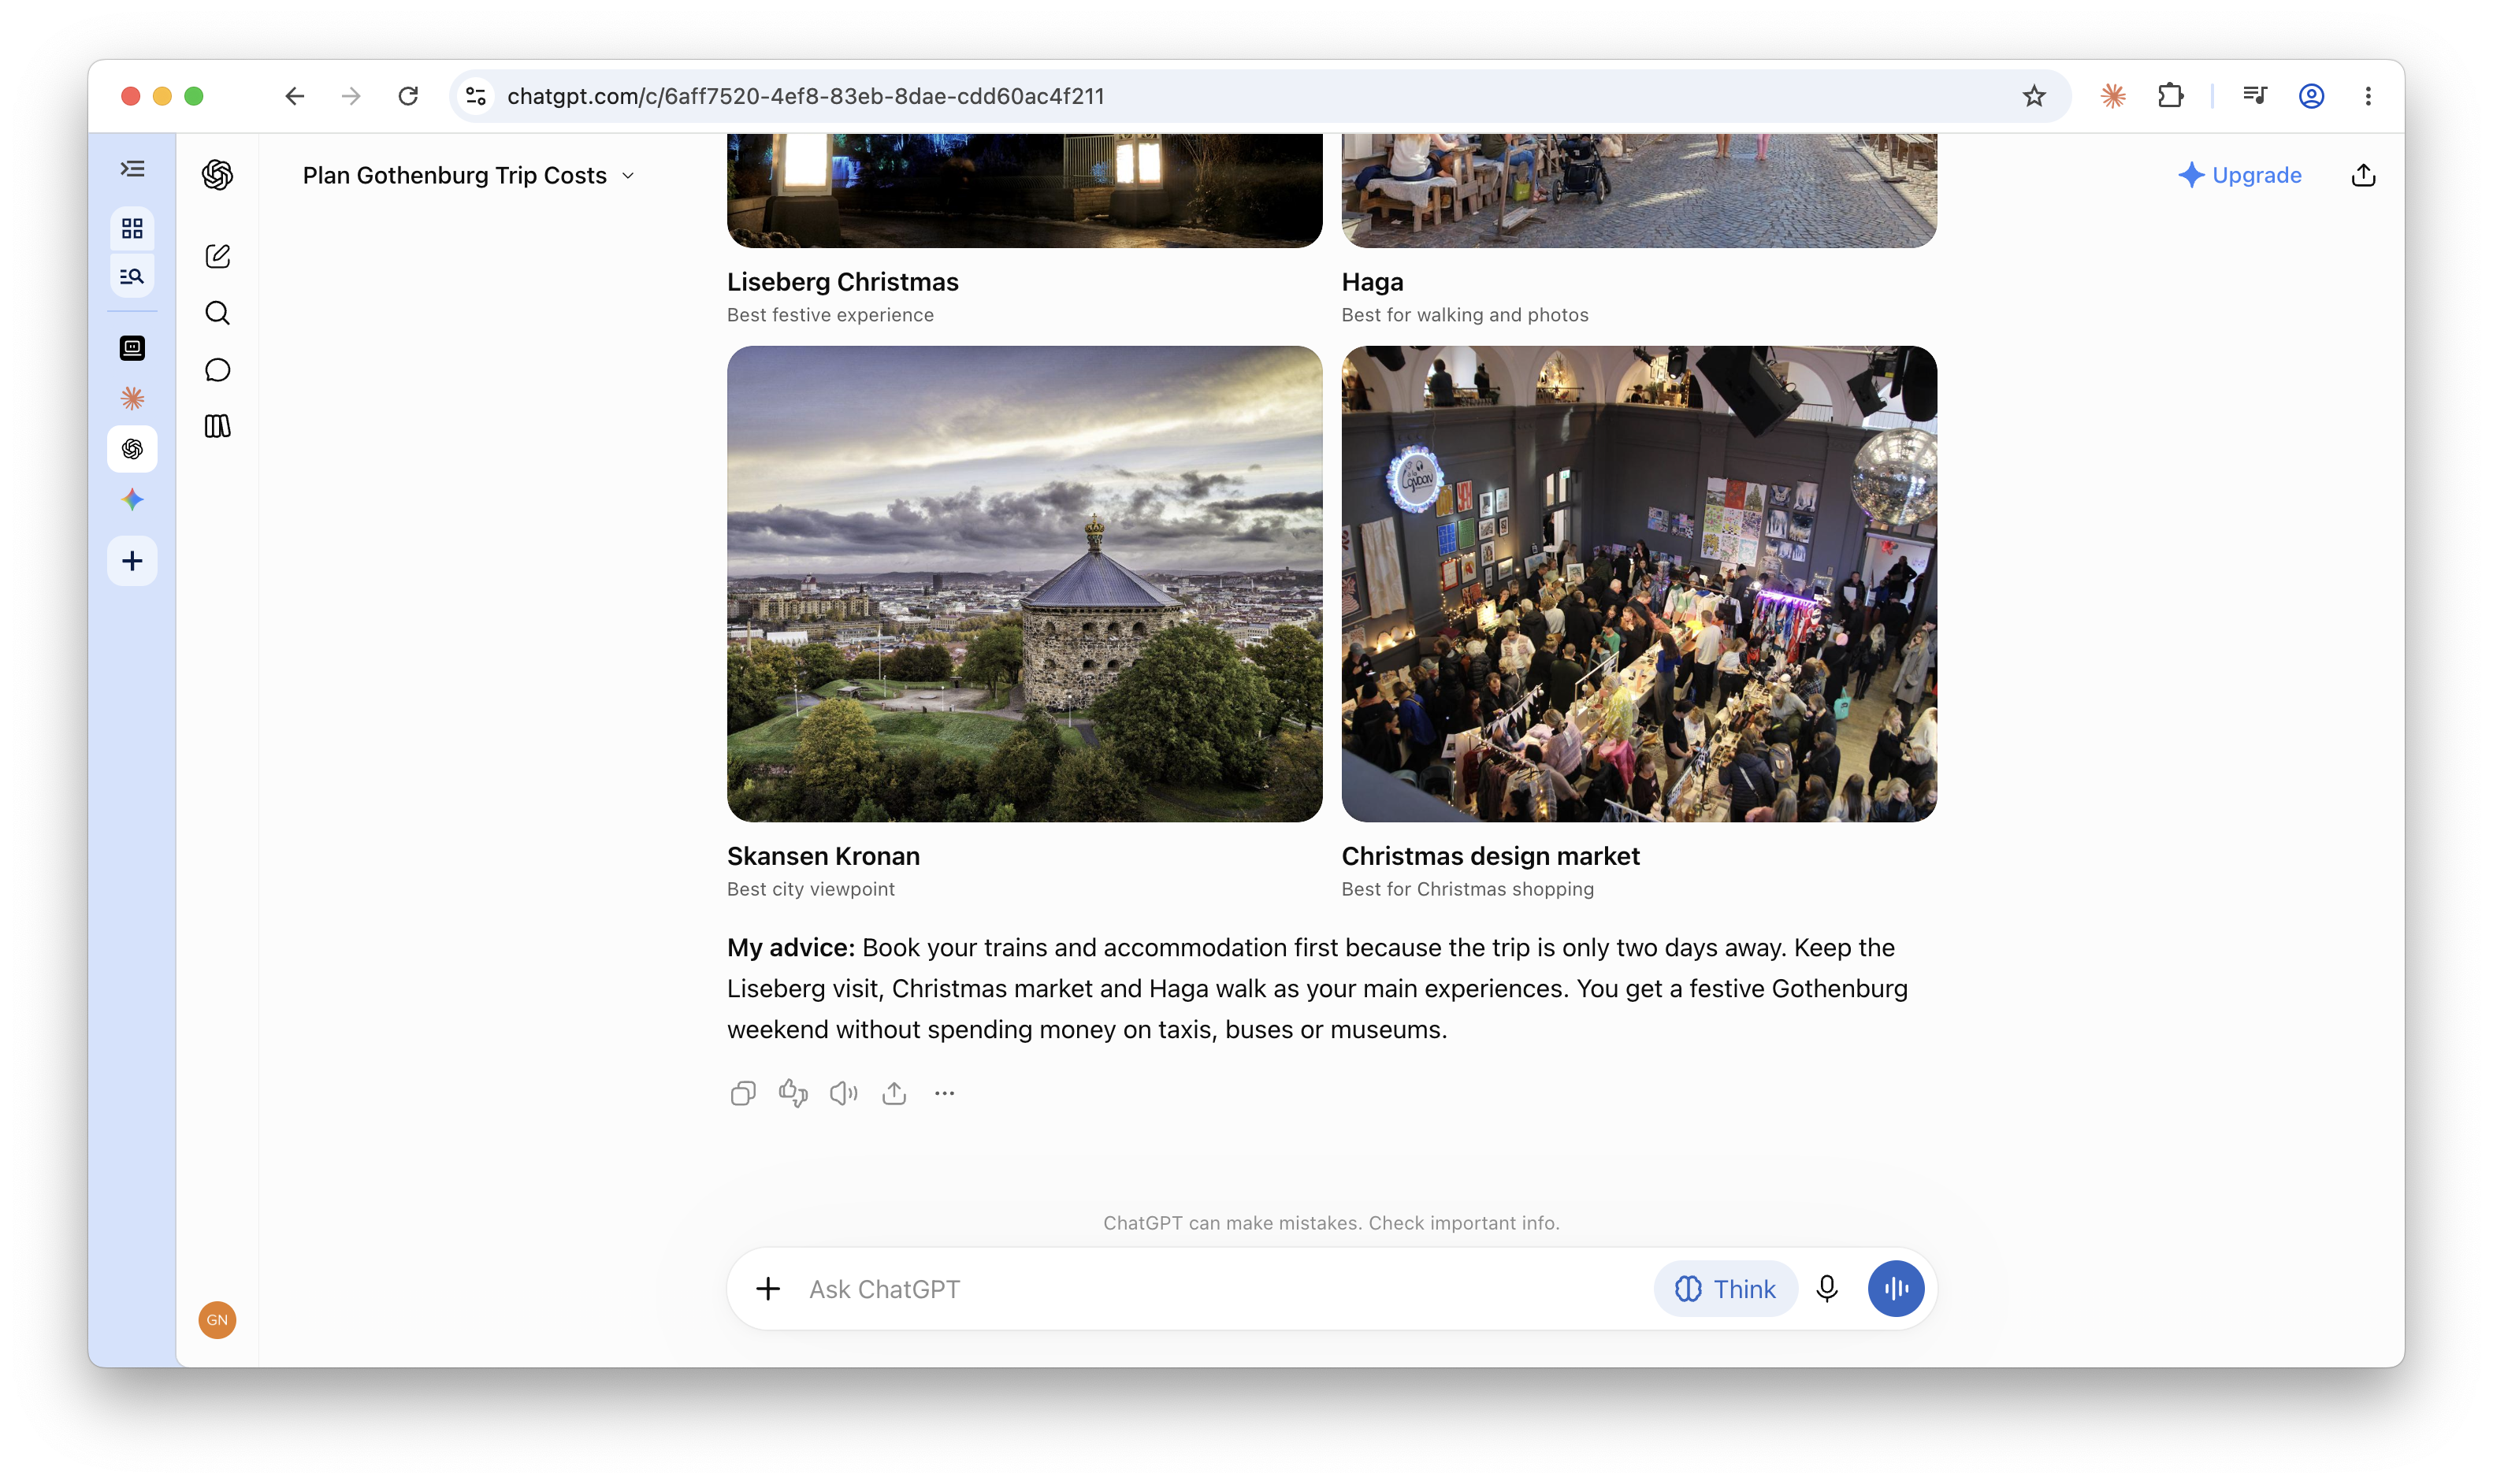 chatgpt.com/c/6aff7520-4ef8-83eb-8dae-cdd60ac4f211
Plan Gothenburg Trip Costs
Upgrade
Liseberg Christmas
Best festive experience
Haga
Best for walking and photos
LONDON
Skansen Kronan
Best city viewpoint
Christmas design market
Best for Christmas shopping
My advice: Book your trains and accommodation first because the trip is only two days away. Keep the
Liseberg visit, Christmas market and Haga walk as your main experiences. You get a festive Gothenburg
weekend without spending money on taxis, buses or museums.
ChatGPT can make mistakes. Check important info.
Ask ChatGPT
Think
GN